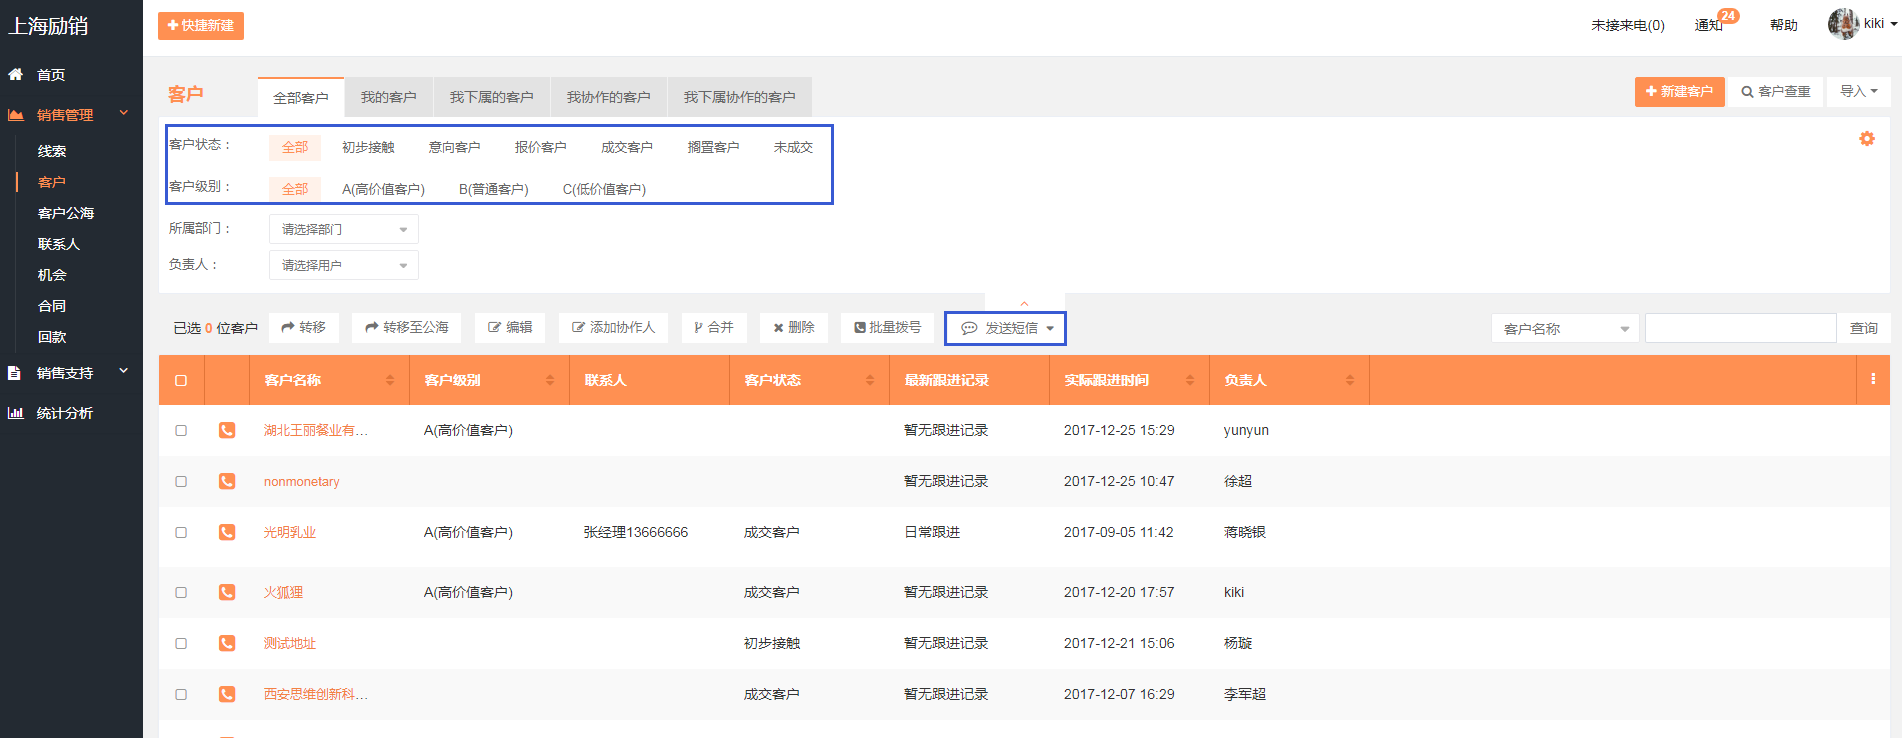 上海励销
快捷新建
未接来电(0) 通知 24 帮助 kiki
首页
销售管理
线索
客户
客户公海
联系人
机会
合同
回款
销售支持
统计分析
客户 全部客户 我的客户 我下属的客户 我协作的客户 我下属协作的客户
新建客户 客户查重 导入
客户状态： 全部 初步接触 意向客户 报价客户 成交客户 搁置客户 未成交
客户级别： 全部 A(高价值客户) B(普通客户) C(低价值客户)
所属部门： 请选择部门
负责人： 请选择用户
已选 0 位客户 转移 转移至公海 编辑 添加协作人 合并 删除 批量拨号 发送短信 客户名称 查询
客户名称 客户级别 联系人 客户状态 最新跟进记录 实际跟进时间 负责人
湖北王丽餐业有... A(高价值客户) 暂无跟进记录 2017-12-25 15:29 yunyun
nonmonetary 暂无跟进记录 2017-12-25 10:47 徐超
光明乳业 A(高价值客户) 张经理13666666 成交客户 日常跟进 2017-09-05 11:42 蒋晓银
火狐狸 A(高价值客户) 成交客户 暂无跟进记录 2017-12-20 17:57 kiki
测试地址 初步接触 暂无跟进记录 2017-12-21 15:06 杨璇
西安思维创新科... 成交客户 暂无跟进记录 2017-12-07 16:29 李军超